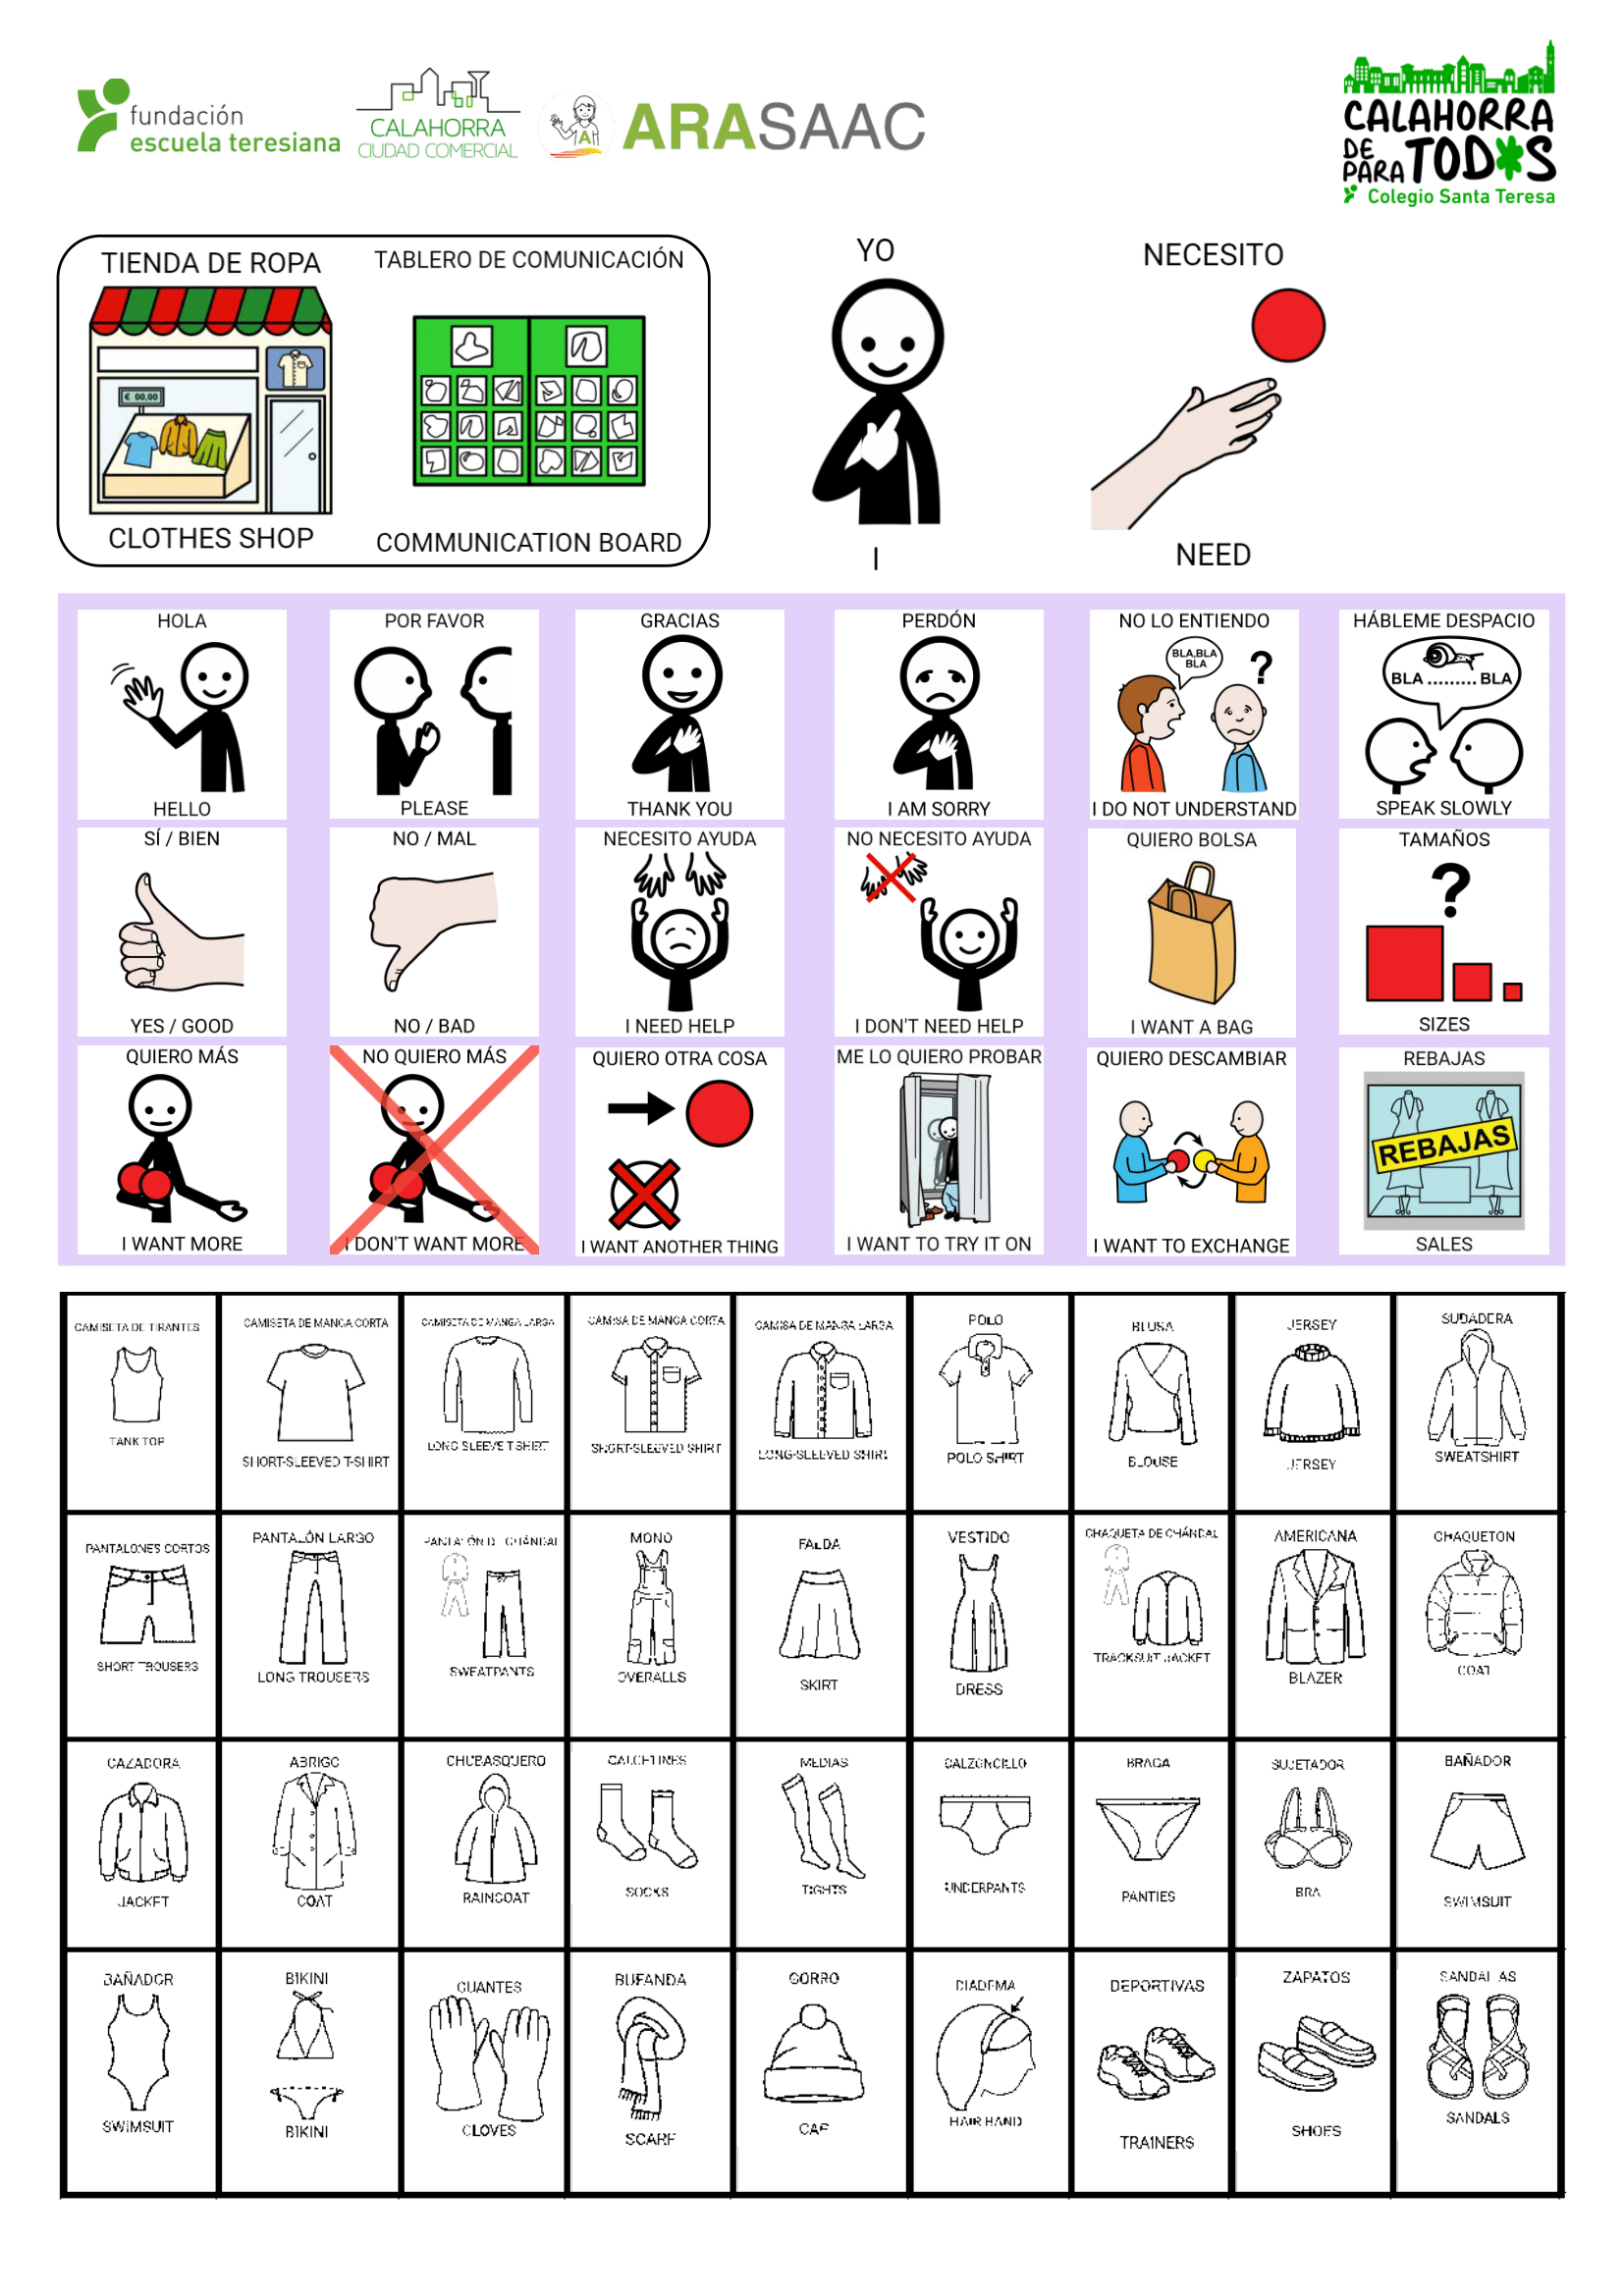 fundación
escuela teresiana
CALAHORRA
CIUDAD COMERCIAL
A
ARASAAC
CALAHORRA
DE
PARA TOD*S
Colegio Santa Teresa
TIENDA DE ROPA
TABLERO DE COMUNICACIÓN
€ 00,00
CLOTHES SHOP
COMMUNICATION BOARD
YO
I
NECESITO
NEED
HOLA
HELLO
POR FAVOR
PLEASE
GRACIAS
THANK YOU
PERDÓN
I AM SORRY
NO LO ENTIENDO
BLA,BLA
BLA
?
I DO NOT UNDERSTAND
HÁBLEME DESPACIO
BLA ......... BLA
SPEAK SLOWLY
SÍ / BIEN
YES / GOOD
NO / MAL
NO / BAD
NECESITO AYUDA
I NEED HELP
NO NECESITO AYUDA
I DON'T NEED HELP
QUIERO BOLSA
I WANT A BAG
TAMAÑOS
?
SIZES
QUIERO MÁS
I WANT MORE
NO QUIERO MÁS
I DON'T WANT MORE
QUIERO OTRA COSA
I WANT ANOTHER THING
ME LO QUIERO PROBAR
I WANT TO TRY IT ON
QUIERO DESCAMBIAR
I WANT TO EXCHANGE
REBAJAS
REBAJAS
SALES
CAMISETA DE TIRANTES
TANK TOP
CAMISETA DE MANGA CORTA
SHORT-SLEEVED T-SHIRT
CAMISETA DE MANGA LARGA
LONG SLEEVE T-SHIRT
CAMISA DE MANGA CORTA
SHORT-SLEEVED SHIRT
CAMISA DE MANGA LARGA
LONG-SLEEVED SHIRT
POLO
POLO SHIRT
BLUSA
BLOUSE
JERSEY
JERSEY
SUDADERA
SWEATSHIRT
PANTALONES CORTOS
SHORT TROUSERS
PANTALÓN LARGO
LONG TROUSERS
PANTALÓN DE CHÁNDAL
SWEATPANTS
MONO
OVERALLS
FALDA
SKIRT
VESTIDO
DRESS
CHAQUETA DE CHÁNDAL
TRACKSUIT JACKET
AMERICANA
BLAZER
CHAQUETON
COAT
CAZADORA
JACKET
ABRIGO
COAT
CHUBASQUERO
RAINCOAT
CALCETINES
SOCKS
MEDIAS
TIGHTS
CALZONCILLO
UNDERPANTS
BRAGA
PANTIES
SUJETADOR
BRA
BAÑADOR
SWIMSUIT
BAÑADOR
SWIMSUIT
BIKINI
BIKINI
GUANTES
GLOVES
BUFANDA
SCARF
GORRO
CAP
DIADEMA
HAIR BAND
DEPORTIVAS
TRAINERS
ZAPATOS
SHOES
SANDALIAS
SANDALS